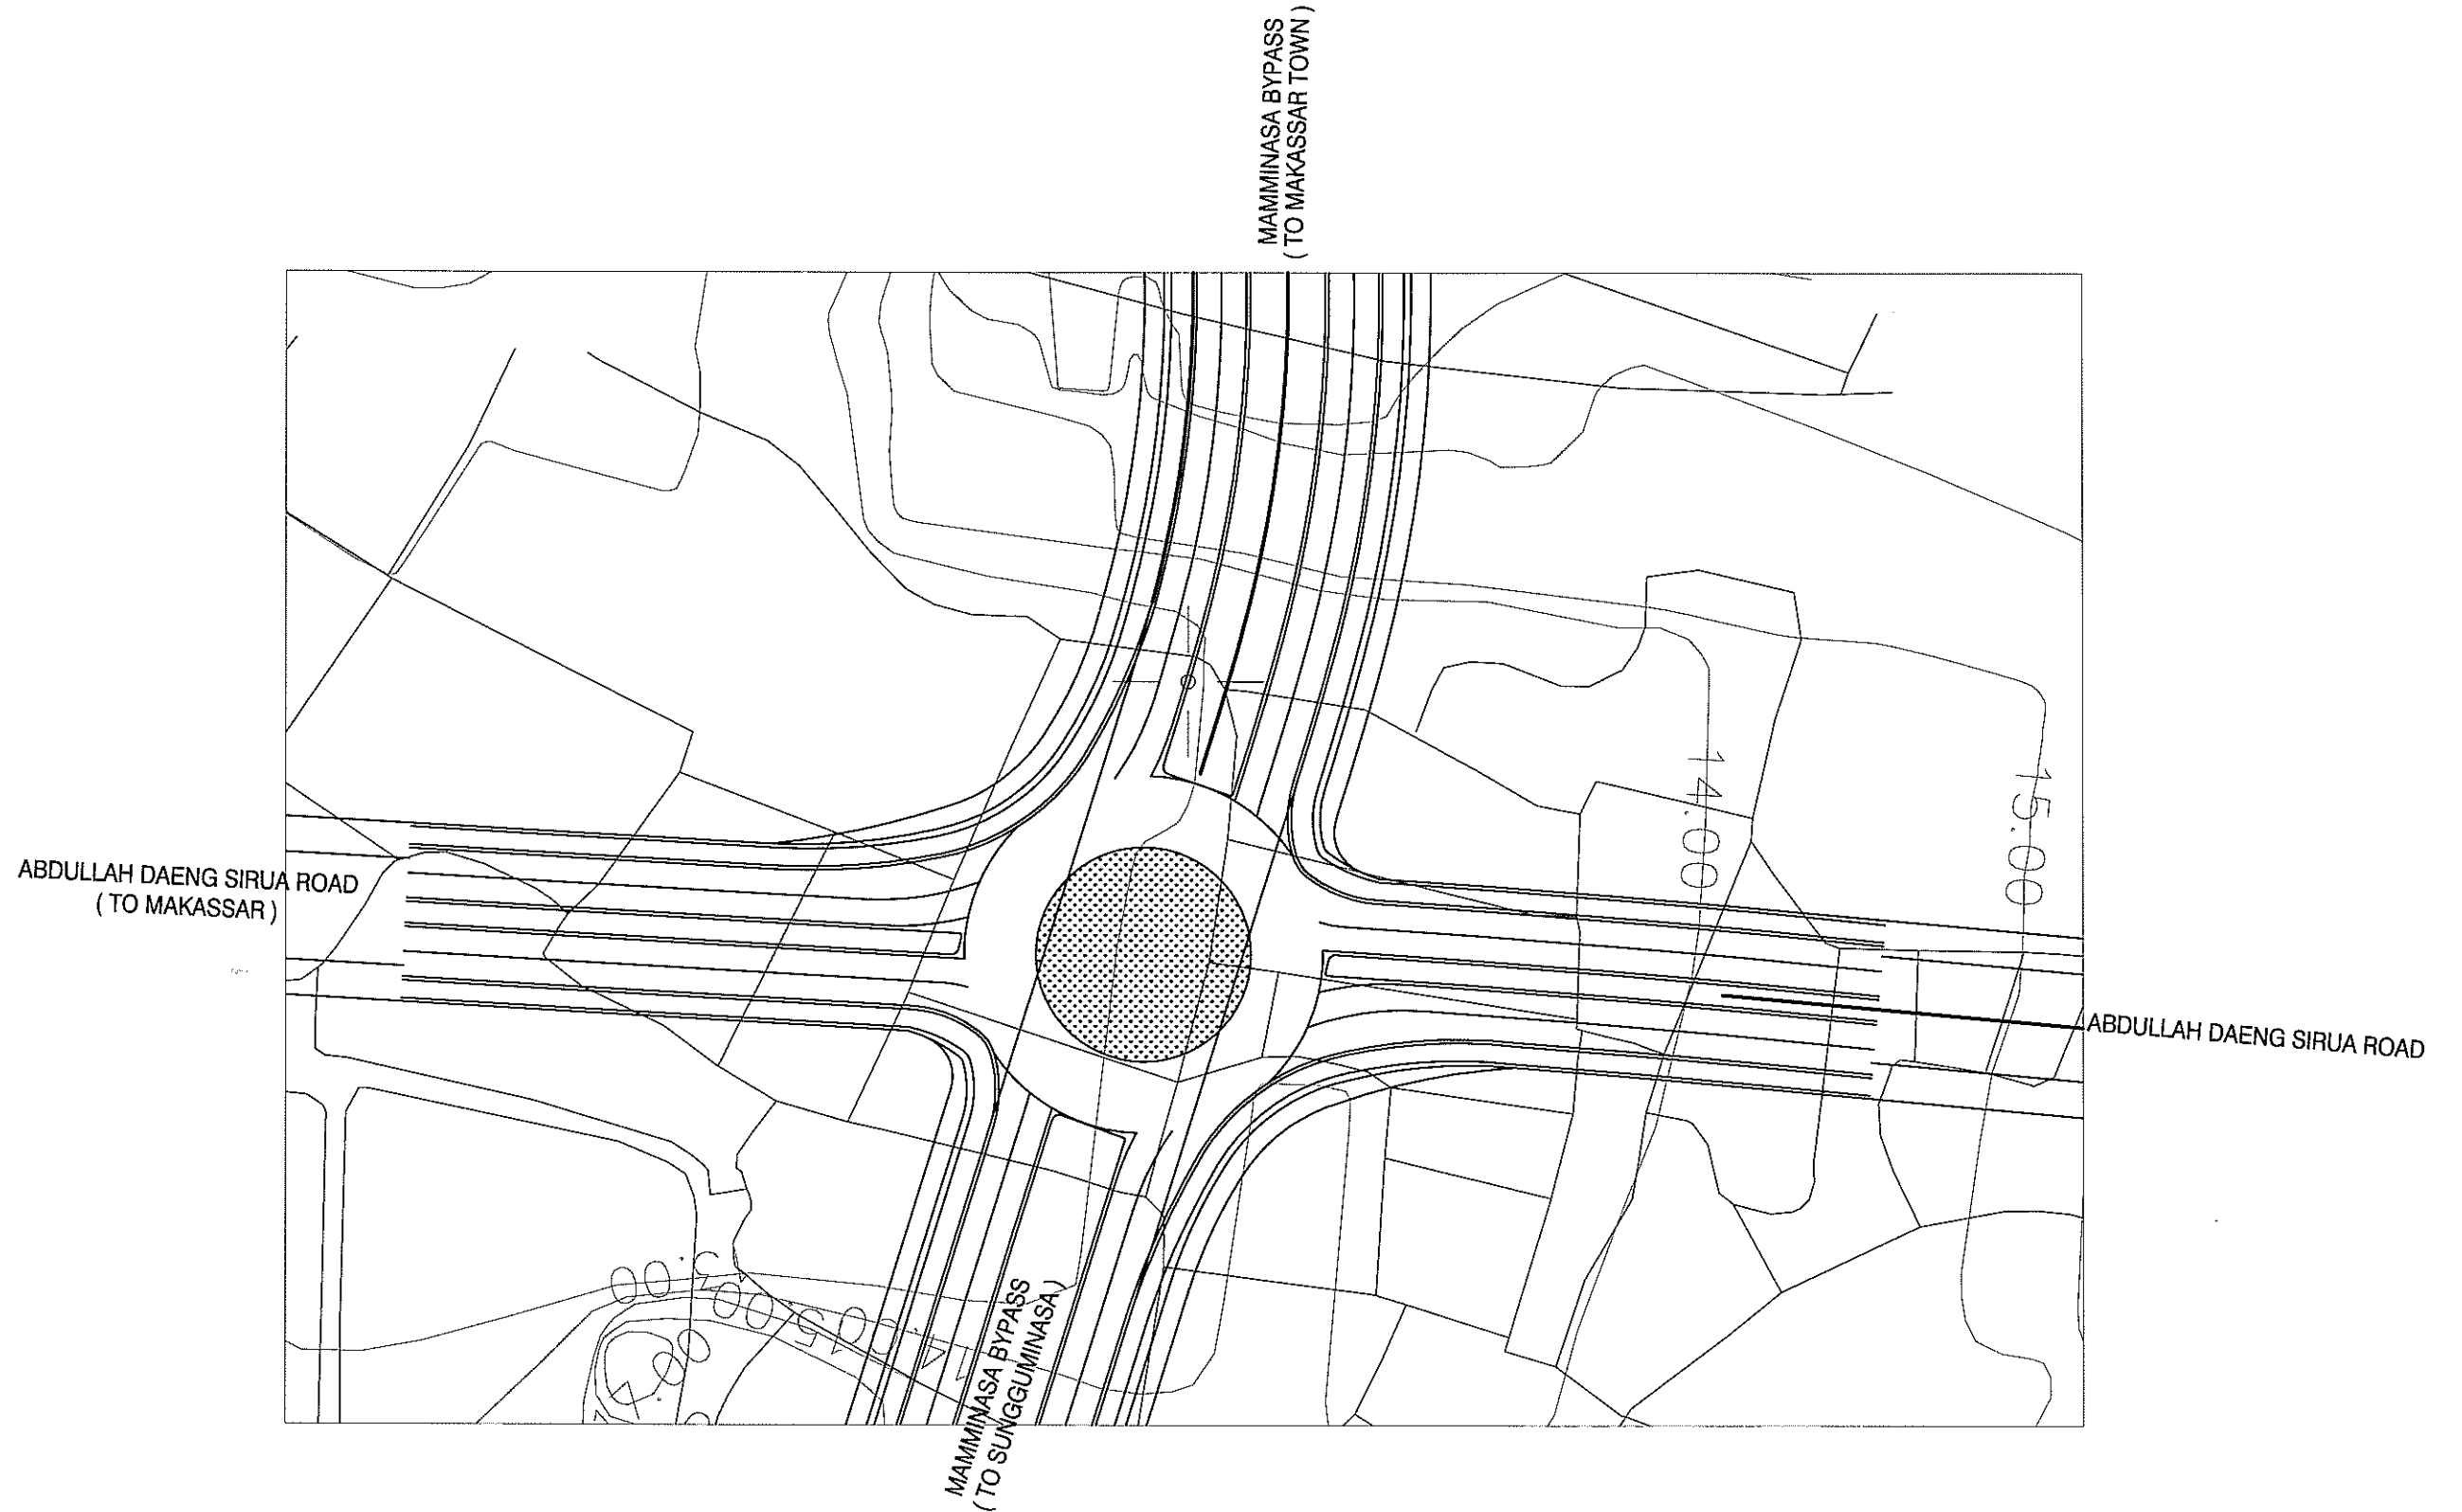 MAMMINASA BYPASS
( TO MAKASSAR TOWN )
ABDULLAH DAENG SIRUA ROAD
( TO MAKASSAR )
14.00
15.00
ABDULLAH DAENG SIRUA ROAD
MAMMINASA BYPASS
( TO SUNGGUMINASA)